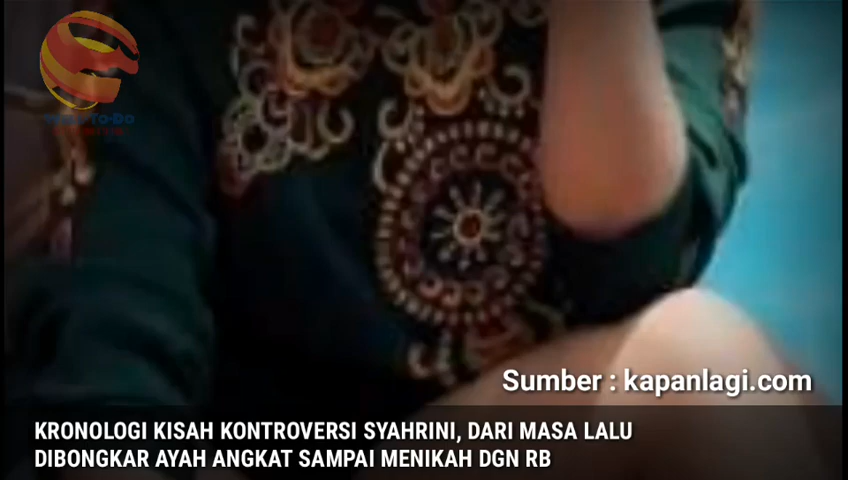 Sumber : kapanlagi.com
KRONOLOGI KISAH KONTROVERSI SYAHRINI, DARI MASA LALU
DIBONGKAR AYAH ANGKAT SAMPAI MENIKAH DGN RB